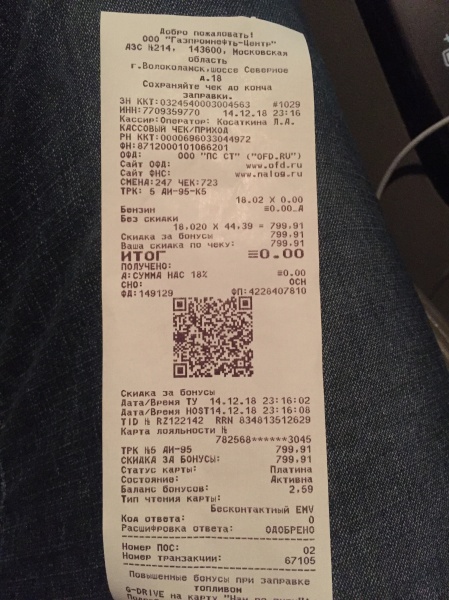 Добро пожаловать!
ООО "Газпромнефть-Центр"
АЗС №214, 143600, Московская
область
г.Волоколамск,шоссе Северное
д.18
Сохраняйте чек до конца
заправки.
ЗН ККТ:0324540003004563 #1029
ИНН:7709359770 14.12.18 23:16
Кассир:Оператор: Косаткина Л.А.
КАССОВЫЙ ЧЕК/ПРИХОД
РН ККТ:0000696033044972
ФН:8712000101086201
ОФД: ООО "ПС СТ" ("OFD.RU")
Сайт ОФД: www.ofd.ru
Сайт ФНС: www.nalog.ru
СМЕНА:247 ЧЕК:723
ТРК: 5 АИ-95-К5
18.02 X 0.00
Бензин ≡0.00_А
Без скидки
18,020 X 44,39 = 799,91
Скидка за бонусы 799,91
Ваша скидка по чеку: 799,91
ИТОГ ≡0.00
ПОЛУЧЕНО:
А:СУММА НДС 18% ≡0.00
СНО: ОСН
ФД:149129 ФП:4228407810
Скидка за бонусы
Дата/Время ТУ 14.12.18 23:16:02
Дата/Время HOST14.12.18 23:16:08
TID № RZ122142 RRN 834813512629
Карта лояльности №
782568******3045
ТРК №5 АИ-95 799,91
СКИДКА ЗА БОНУСЫ: 799,91
Статус карты: Платина
Состояние: Активна
Баланс бонусов: 2,59
Тип чтения карты:
Бесконтактный EMV
Код ответа: 0
Расшифровка ответа: ОДОБРЕНО
Номер ПОС: 02
Номер транзакции: 67105
Повышенные бонусы при заправке
топливом
G-DRIVE на карту